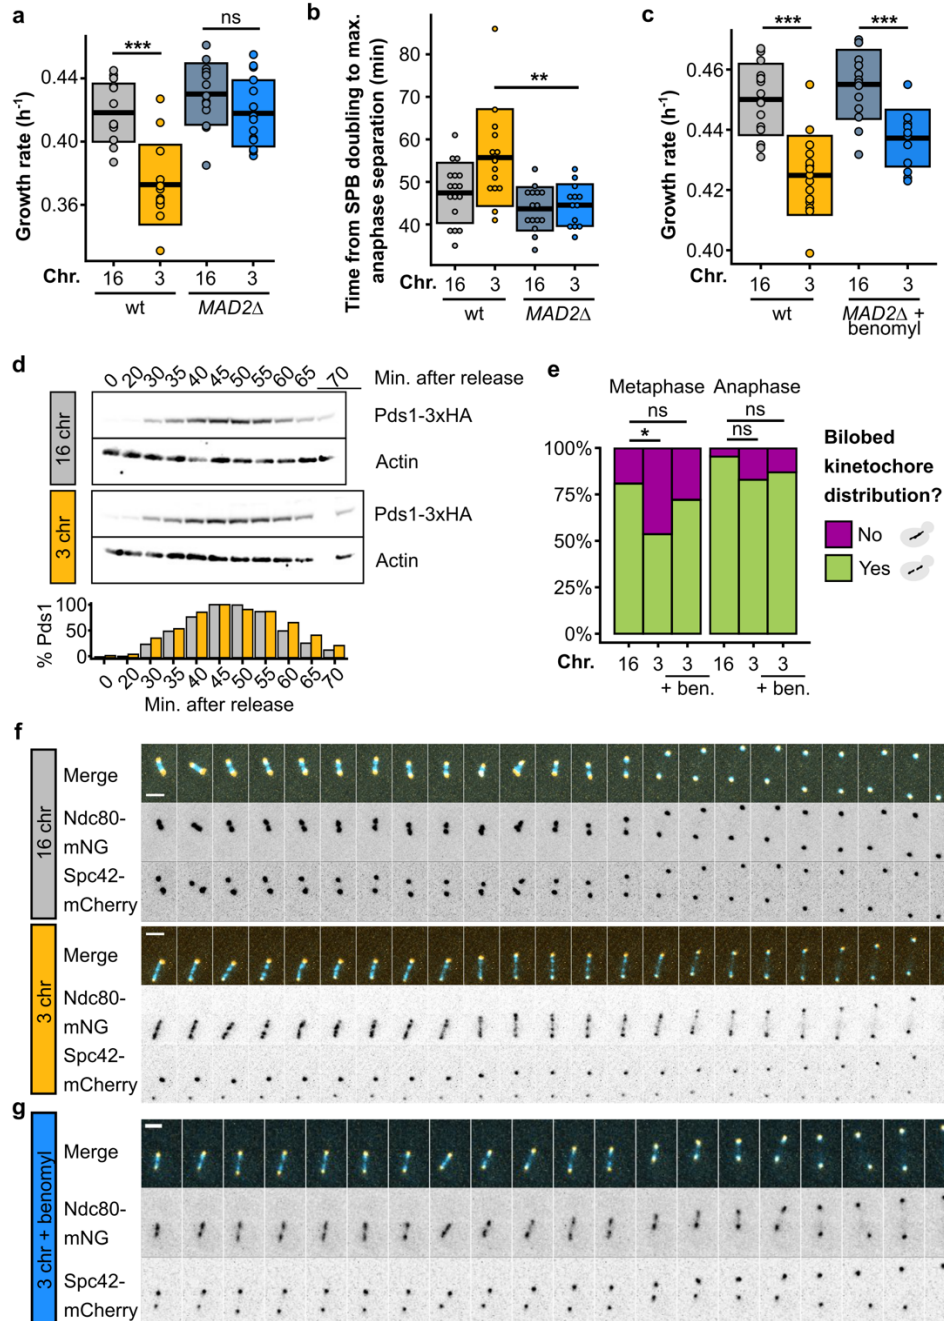 a
Growth rate (h⁻¹)
0.44
0.40
0.36
***
ns
Chr.
16 3 16 3
wt MAD2Δ
b
Time from SPB doubling to max.
anaphase separation (min)
80
70
60
50
40
**
16 3 16 3
wt MAD2Δ
c
Growth rate (h⁻¹)
0.46
0.44
0.42
0.40
*** ***
Chr.
16 3 16 3
wt MAD2Δ +
benomyl
d
0 20 30 35 40 45 50 55 60 65 70
Min. after release
16 chr
Pds1-3xHA
Actin
3 chr
Pds1-3xHA
Actin
% Pds1
100
50
0
0 20 30 35 40 45 50 55 60 65 70
Min. after release
e
Metaphase Anaphase
ns ns
* ns
100%
75%
50%
25%
0%
Chr. 16 3 3 16 3 3
+ ben. + ben.
Bilobed
kinetochore
distribution?
No
Yes
f
16 chr
Merge
Ndc80-
mNG
Spc42-
mCherry
3 chr
Merge
Ndc80-
mNG
Spc42-
mCherry
g
3 chr + benomyl
Merge
Ndc80-
mNG
Spc42-
mCherry